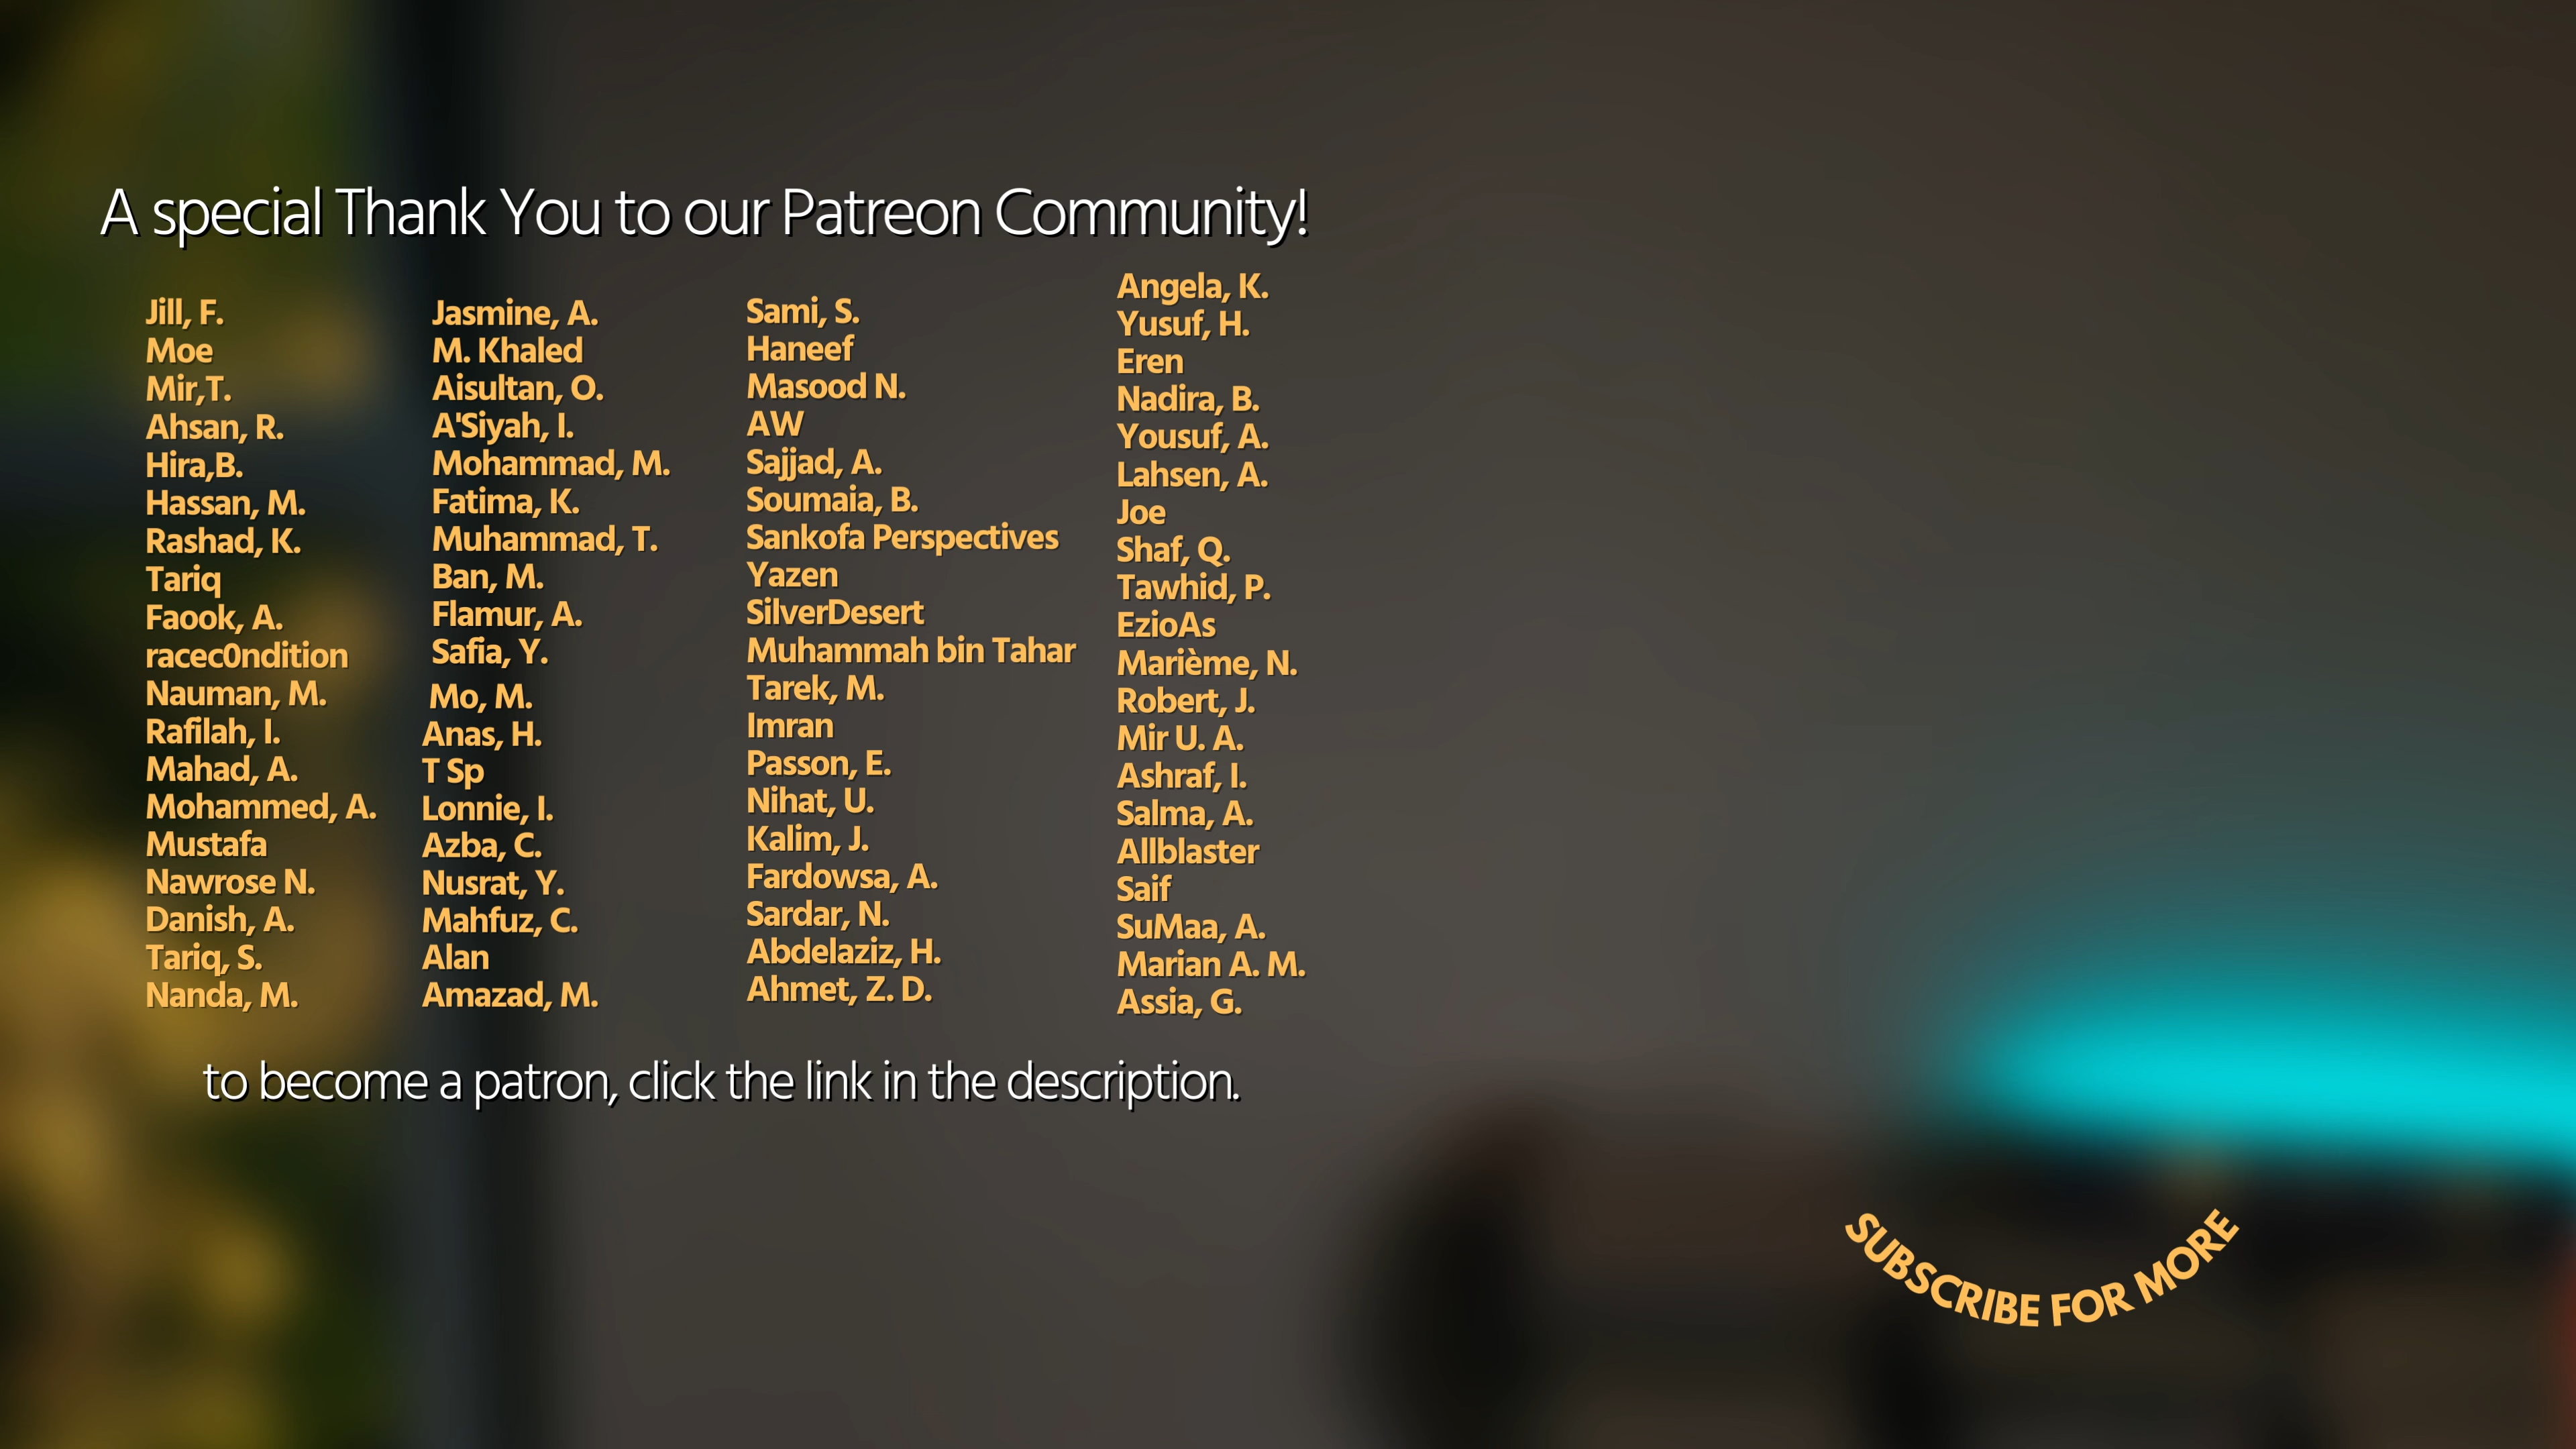 A special Thank You to our Patreon Community!
Jill, F.
Moe
Mir,T.
Ahsan, R.
Hira,B.
Hassan, M.
Rashad, K.
Tariq
Faook, A.
racec0ndition
Nauman, M.
Rafilah, I.
Mahad, A.
Mohammed, A.
Mustafa
Nawrose N.
Danish, A.
Tariq, S.
Nanda, M.
Jasmine, A.
M. Khaled
Aisultan, O.
A'Siyah, I.
Mohammad, M.
Fatima, K.
Muhammad, T.
Ban, M.
Flamur, A.
Safia, Y.
Mo, M.
Anas, H.
T Sp
Lonnie, I.
Azba, C.
Nusrat, Y.
Mahfuz, C.
Alan
Amazad, M.
Sami, S.
Haneef
Masood N.
AW
Sajjad, A.
Soumaia, B.
Sankofa Perspectives
Yazen
SilverDesert
Muhammah bin Tahar
Tarek, M.
Imran
Passon, E.
Nihat, U.
Kalim, J.
Fardowsa, A.
Sardar, N.
Abdelaziz, H.
Ahmet, Z. D.
Angela, K.
Yusuf, H.
Eren
Nadira, B.
Yousuf, A.
Lahsen, A.
Joe
Shaf, Q.
Tawhid, P.
EzioAs
Marième, N.
Robert, J.
Mir U. A.
Ashraf, I.
Salma, A.
Allblaster
Saif
SuMaa, A.
Marian A. M.
Assia, G.
to become a patron, click the link in the description.
SUBSCRIBE FOR MORE